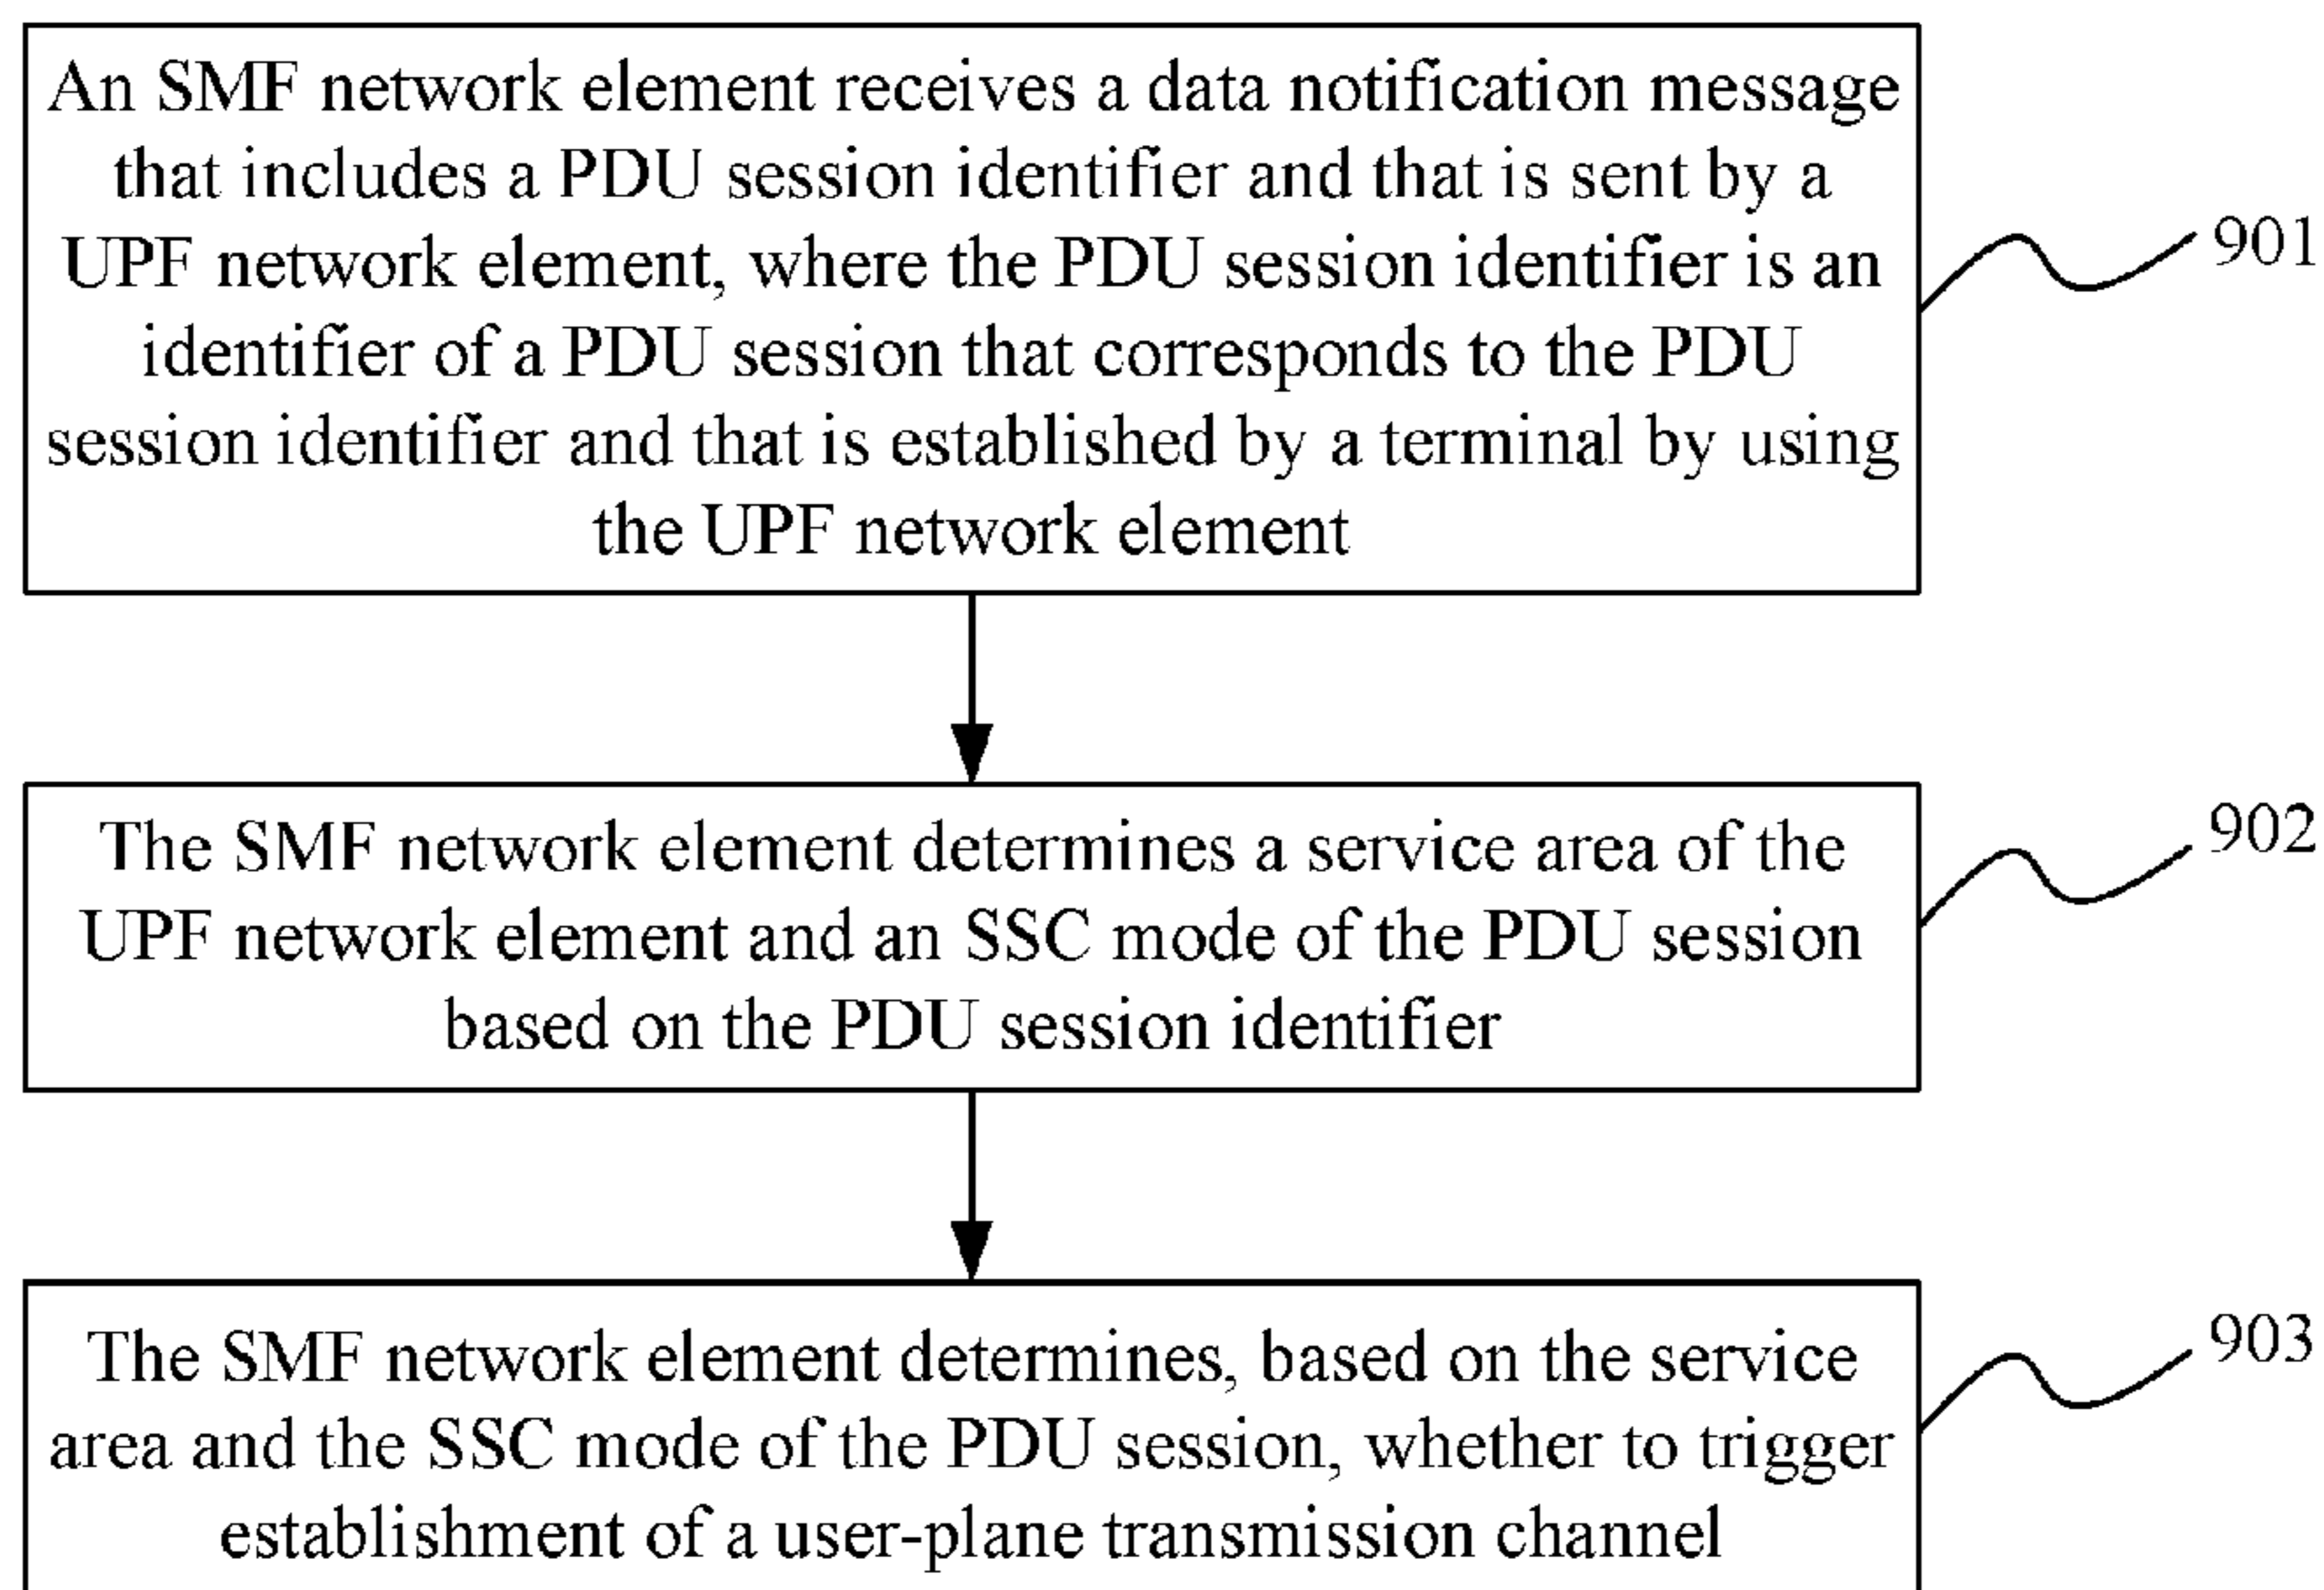 An SMF network element receives a data notification message
that includes a PDU session identifier and that is sent by a
UPF network element, where the PDU session identifier is an
identifier of a PDU session that corresponds to the PDU
session identifier and that is established by a terminal by using
the UPF network element
901
The SMF network element determines a service area of the
UPF network element and an SSC mode of the PDU session
based on the PDU session identifier
902
The SMF network element determines, based on the service
area and the SSC mode of the PDU session, whether to trigger
establishment of a user-plane transmission channel
903